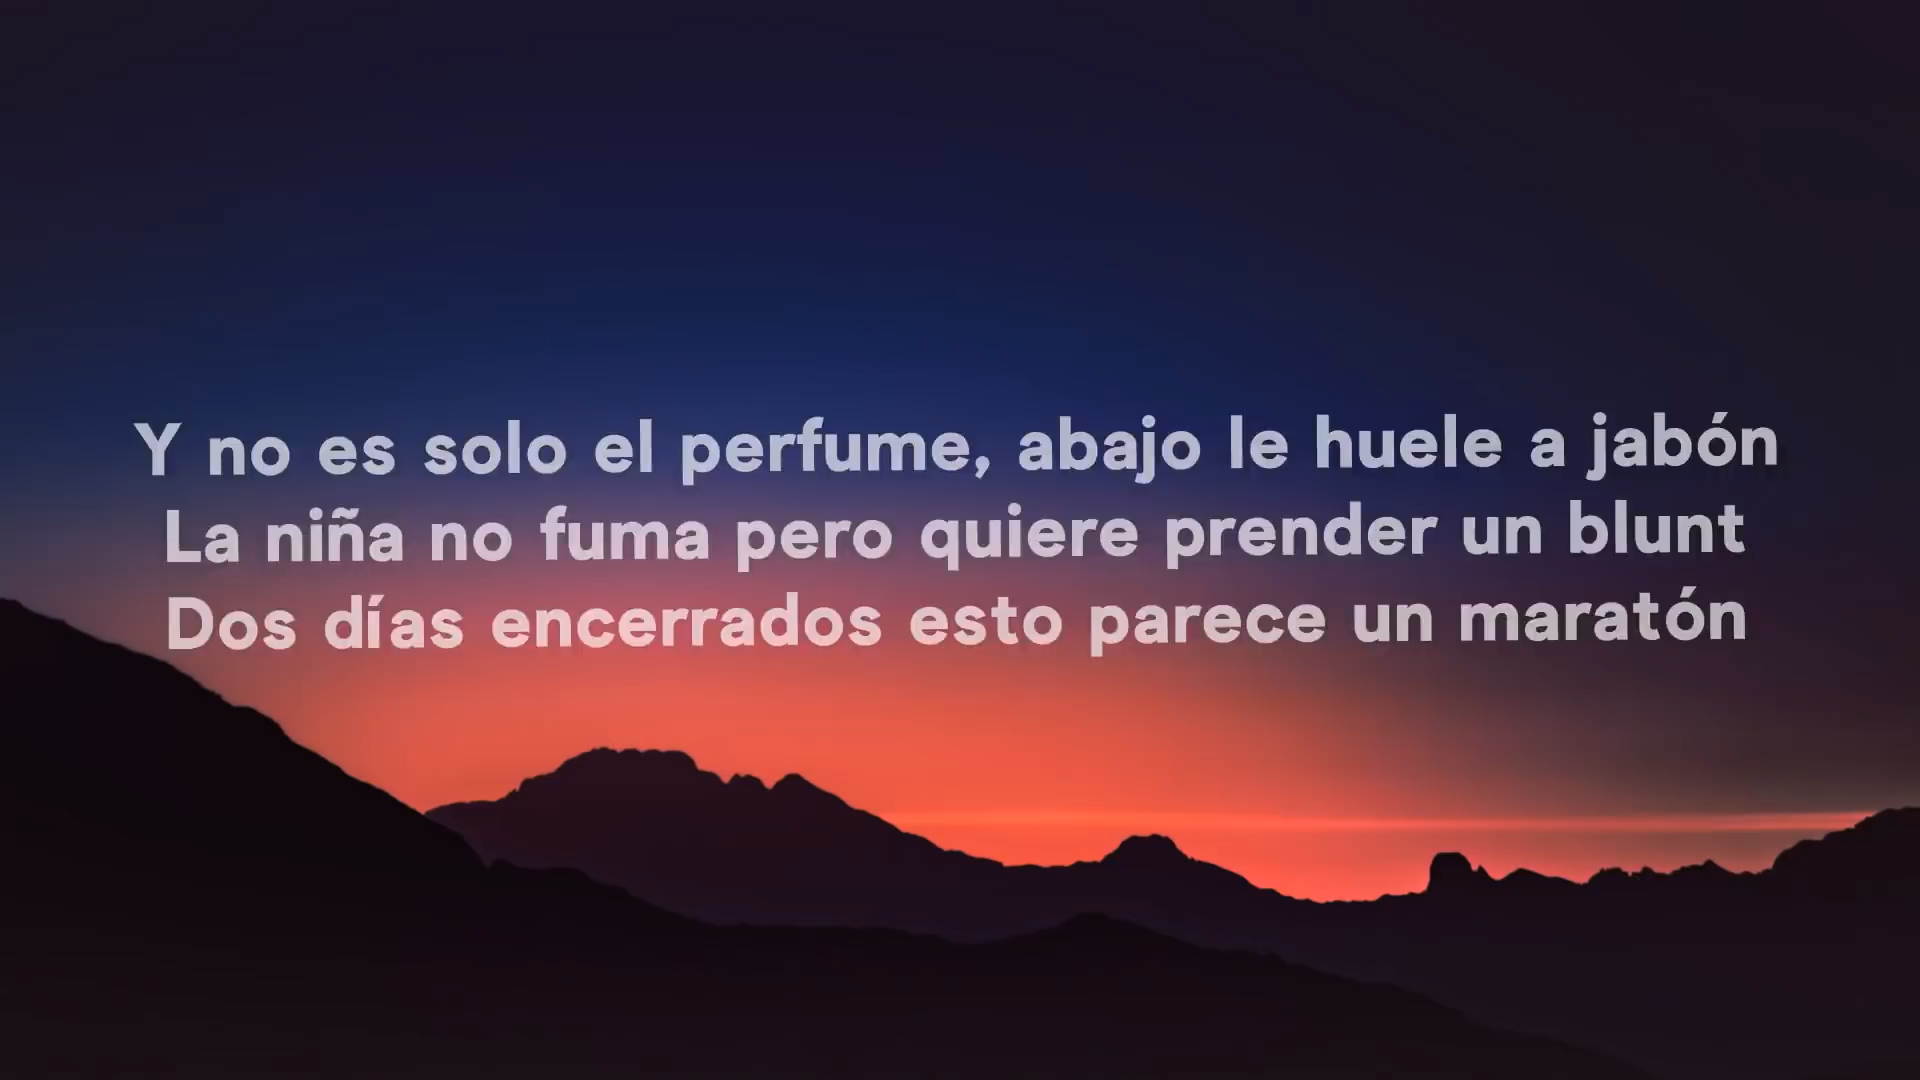 Y no es solo el perfume, abajo le huele a jabón
La niña no fuma pero quiere prender un blunt
Dos días encerrados esto parece un maratón